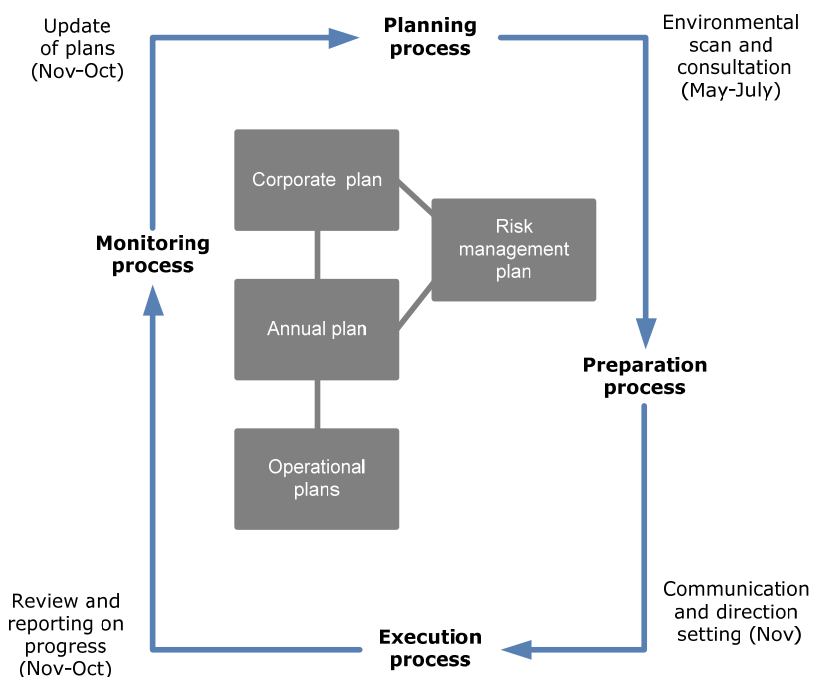 Update
of plans
(Nov-Oct)
Planning
process
Environmental
scan and
consultation
(May-July)
Corporate plan
Risk
management
plan
Monitoring
process
Annual plan
Preparation
process
Operational
plans
Review and
reporting on
progress
(Nov-Oct)
Execution
process
Communication
and direction
setting (Nov)